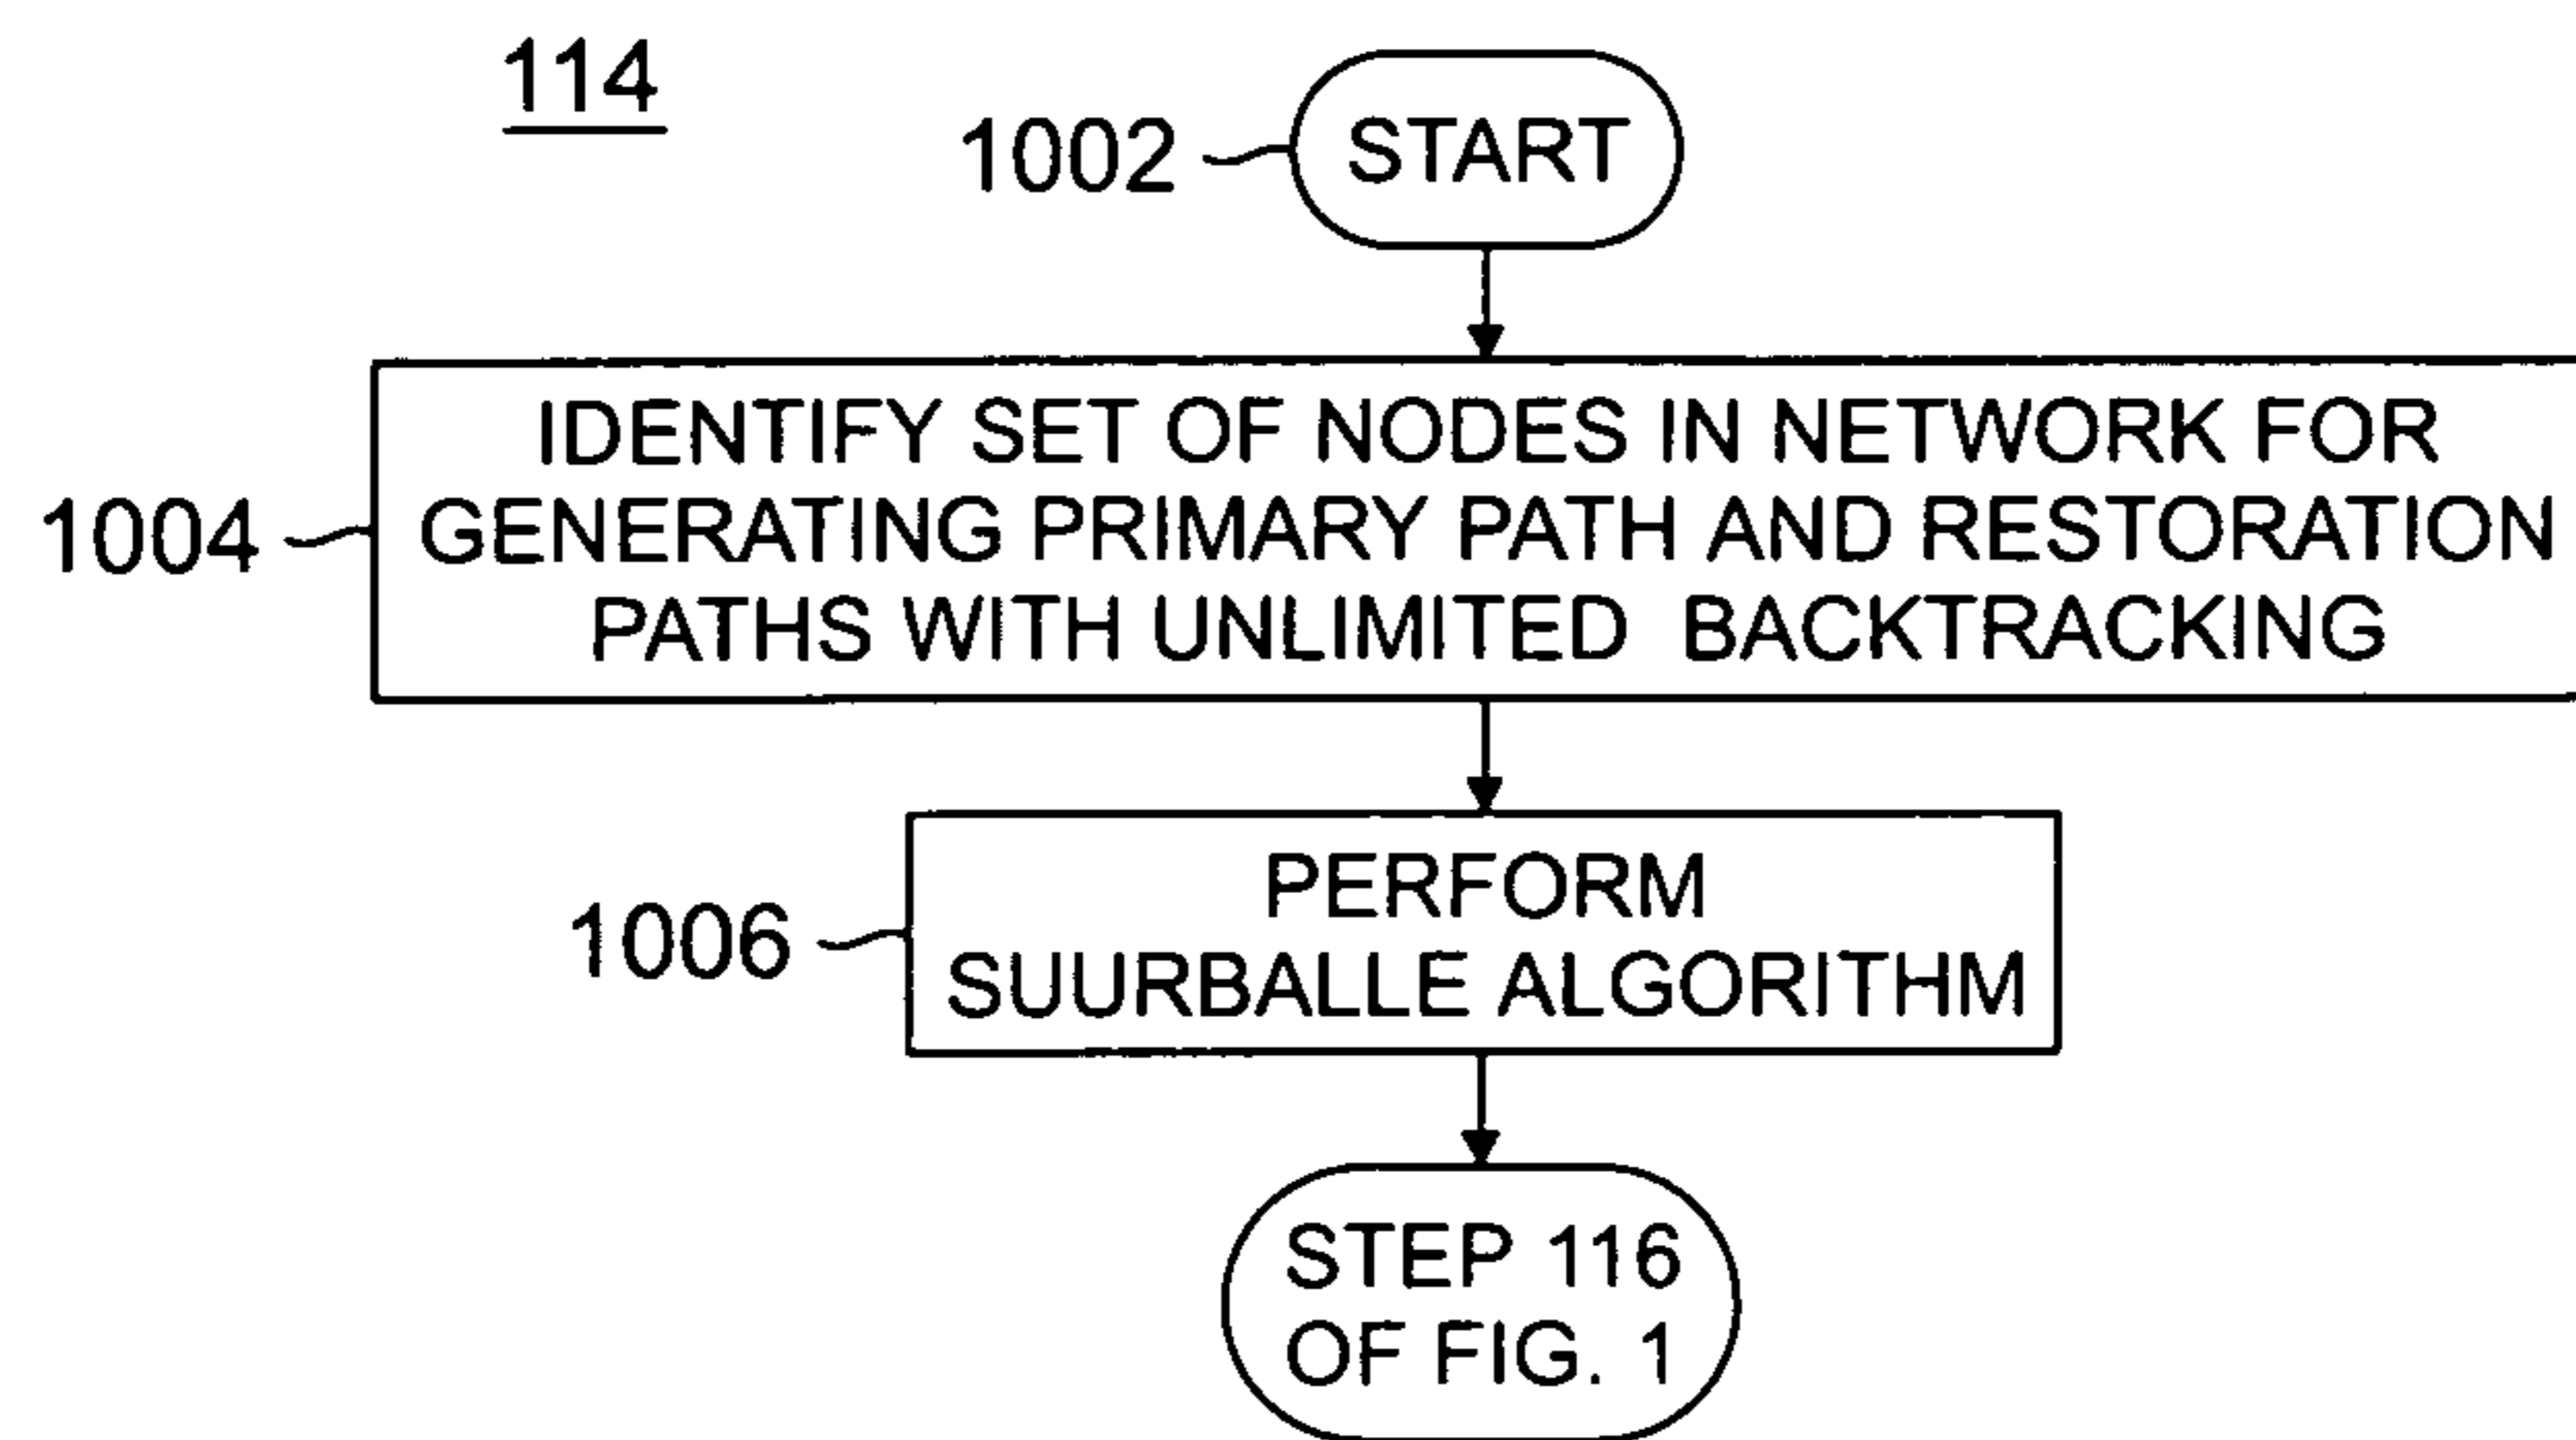 114
1002
START
1004
IDENTIFY SET OF NODES IN NETWORK FOR
GENERATING PRIMARY PATH AND RESTORATION
PATHS WITH UNLIMITED BACKTRACKING
1006
PERFORM
SUURBALLE ALGORITHM
STEP 116
OF FIG. 1